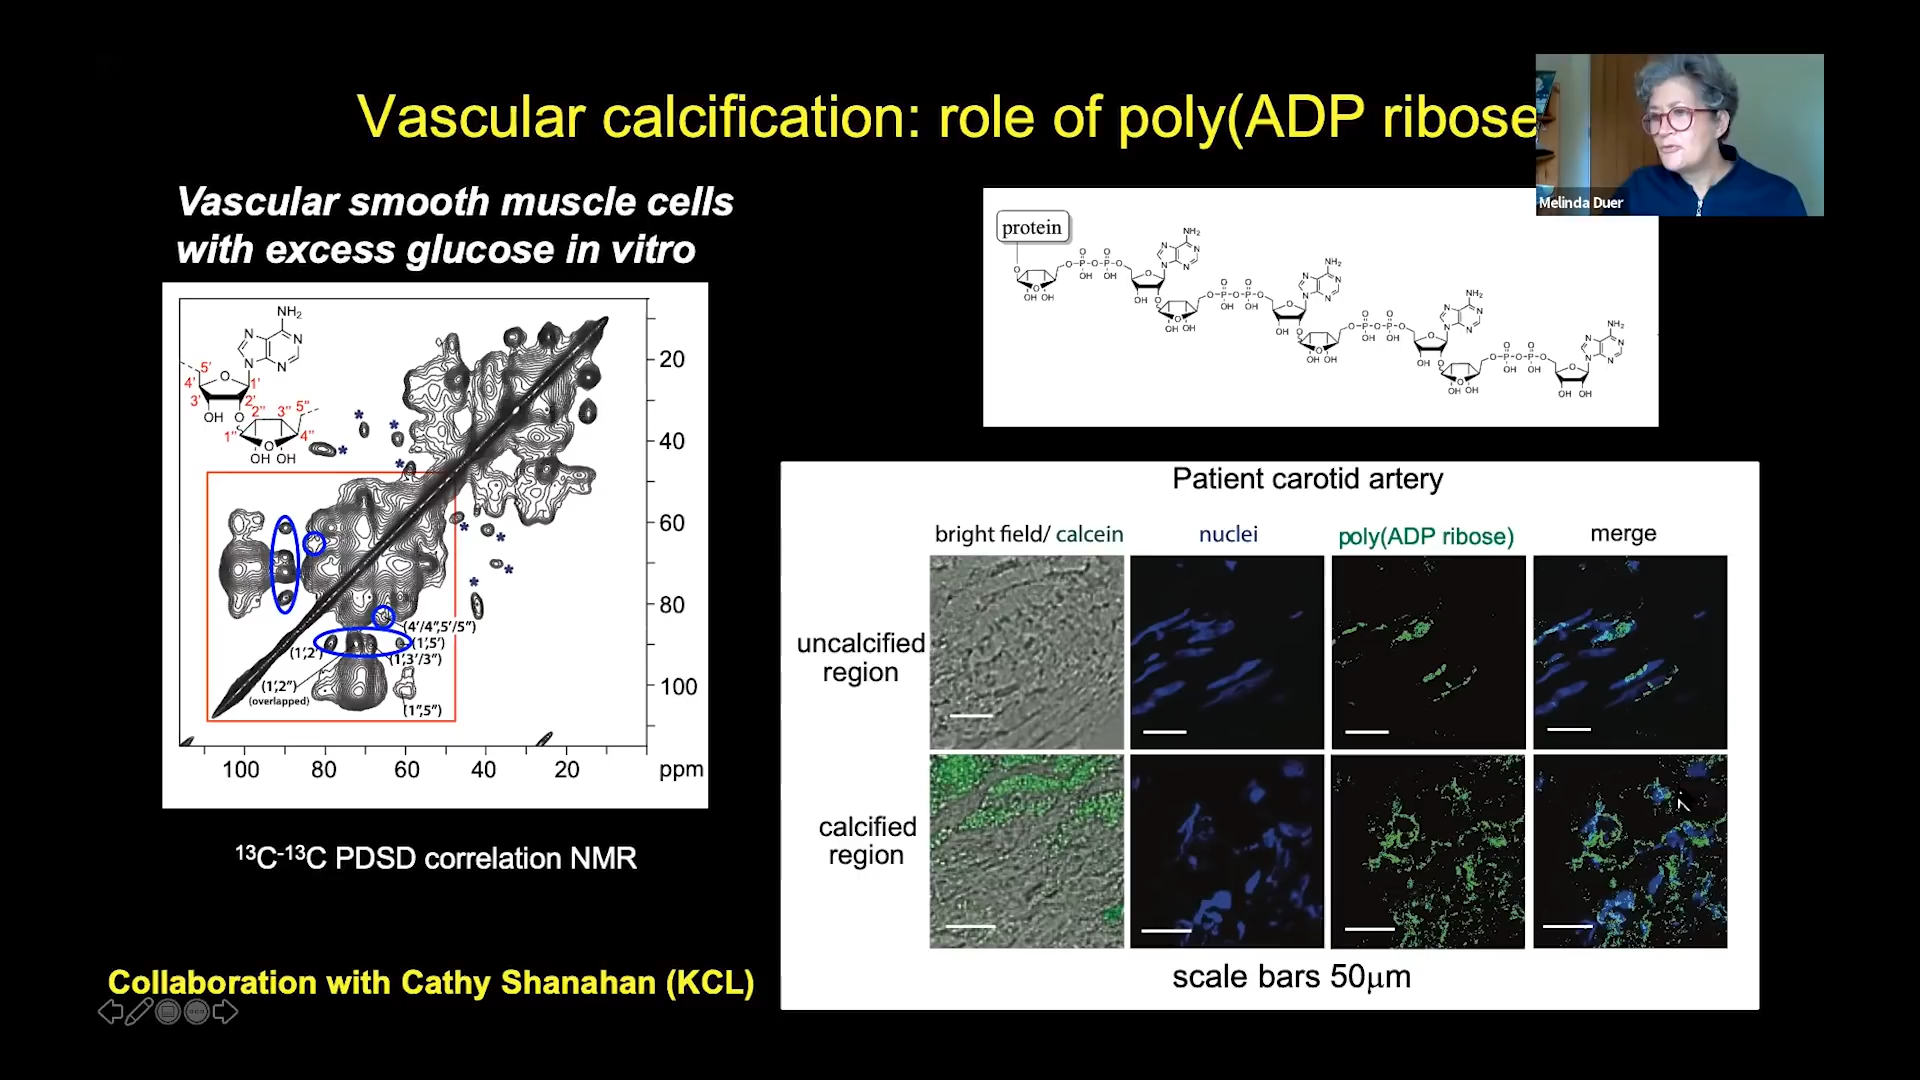 Vascular calcification: role of poly(ADP ribose
Melinda Duer
Vascular smooth muscle cells
with excess glucose in vitro
NH₂
N
N
N
N
5'
4'
O
1'
3'
2'
OH
O
2''
3''
5''
1''
O
4''
OH OH
20
40
60
80
100
(4'/4'',5'/5'')
(1',5')
(1',2')
(1',3'/3'')
(1',2'')
(overlapped)
(1'',5'')
100 80 60 40 20 ppm
¹³C-¹³C PDSD correlation NMR
Collaboration with Cathy Shanahan (KCL)
protein
Patient carotid artery
bright field/ calcein nuclei poly(ADP ribose) merge
uncalcified
region
calcified
region
scale bars 50μm